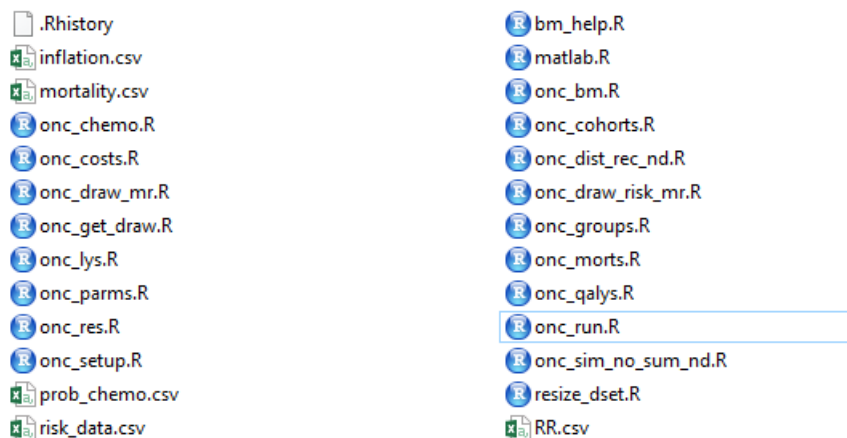 .Rhistory
bm_help.R
inflation.csv
matlab.R
mortality.csv
onc_bm.R
onc_chemo.R
onc_cohorts.R
onc_costs.R
onc_dist_rec_nd.R
onc_draw_mr.R
onc_draw_risk_mr.R
onc_get_draw.R
onc_groups.R
onc_lys.R
onc_morts.R
onc_parms.R
onc_qalys.R
onc_res.R
onc_run.R
onc_setup.R
onc_sim_no_sum_nd.R
prob_chemo.csv
resize_dset.R
risk_data.csv
RR.csv